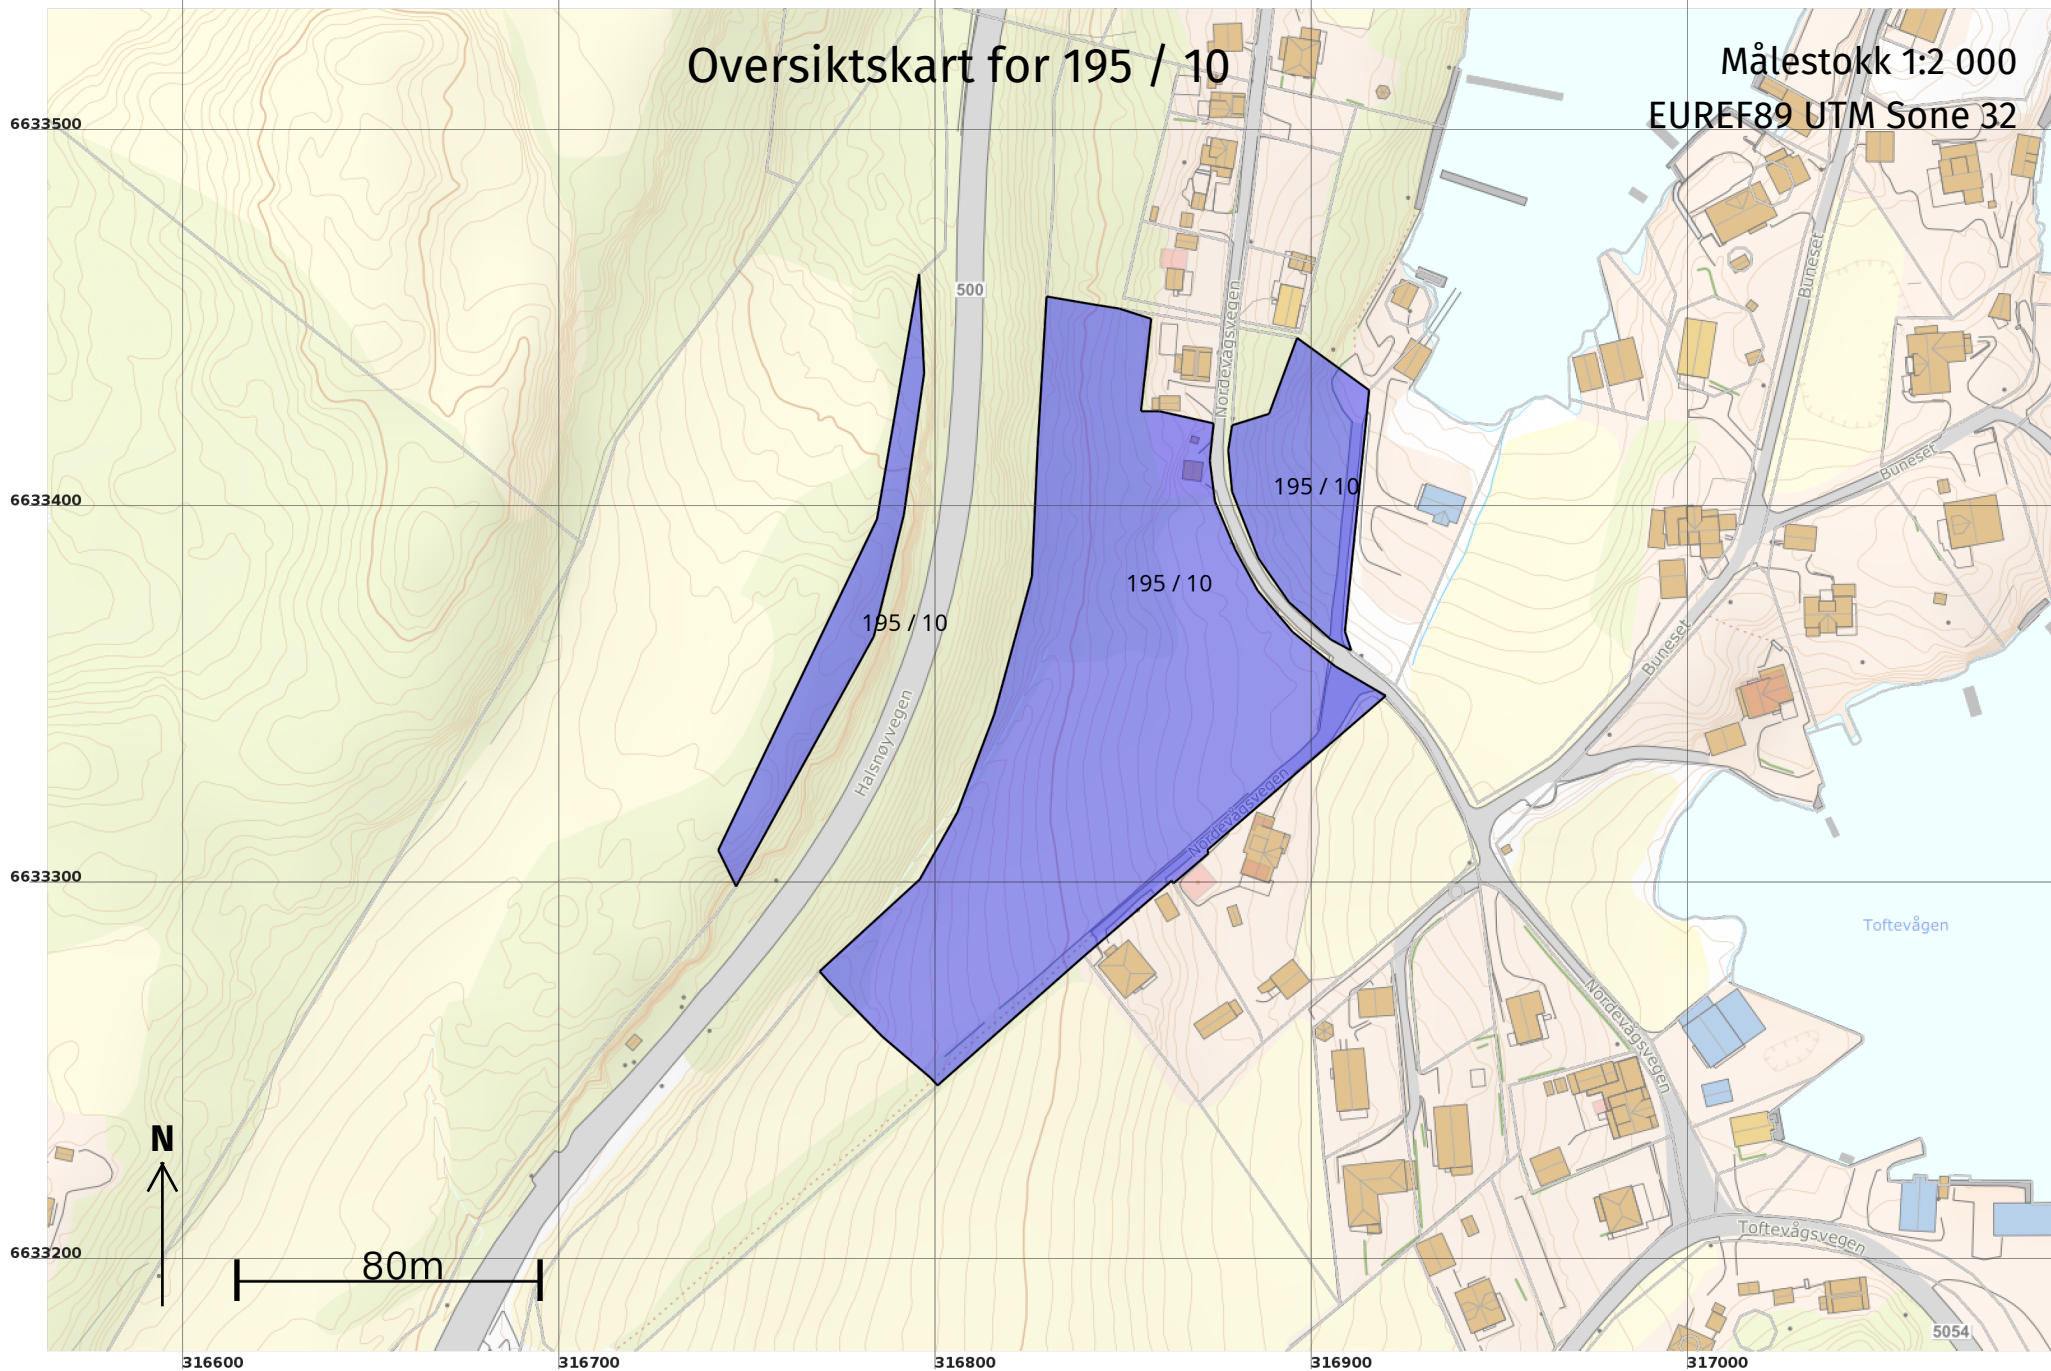 Oversiktskart for 195 / 10
Målestokk 1:2 000
EUREF89 UTM Sone 32
6633500
500
Nordevågsvegen
Buneset
195 / 10
6633400
Buneset
195 / 10
195 / 10
Buneset
Halsnøyvegen
Nordevågsvegen
6633300
Toftevågen
Nordevågsvegen
N
Toftevågsvegen
6633200
80m
5054
316600
316700
316800
316900
317000